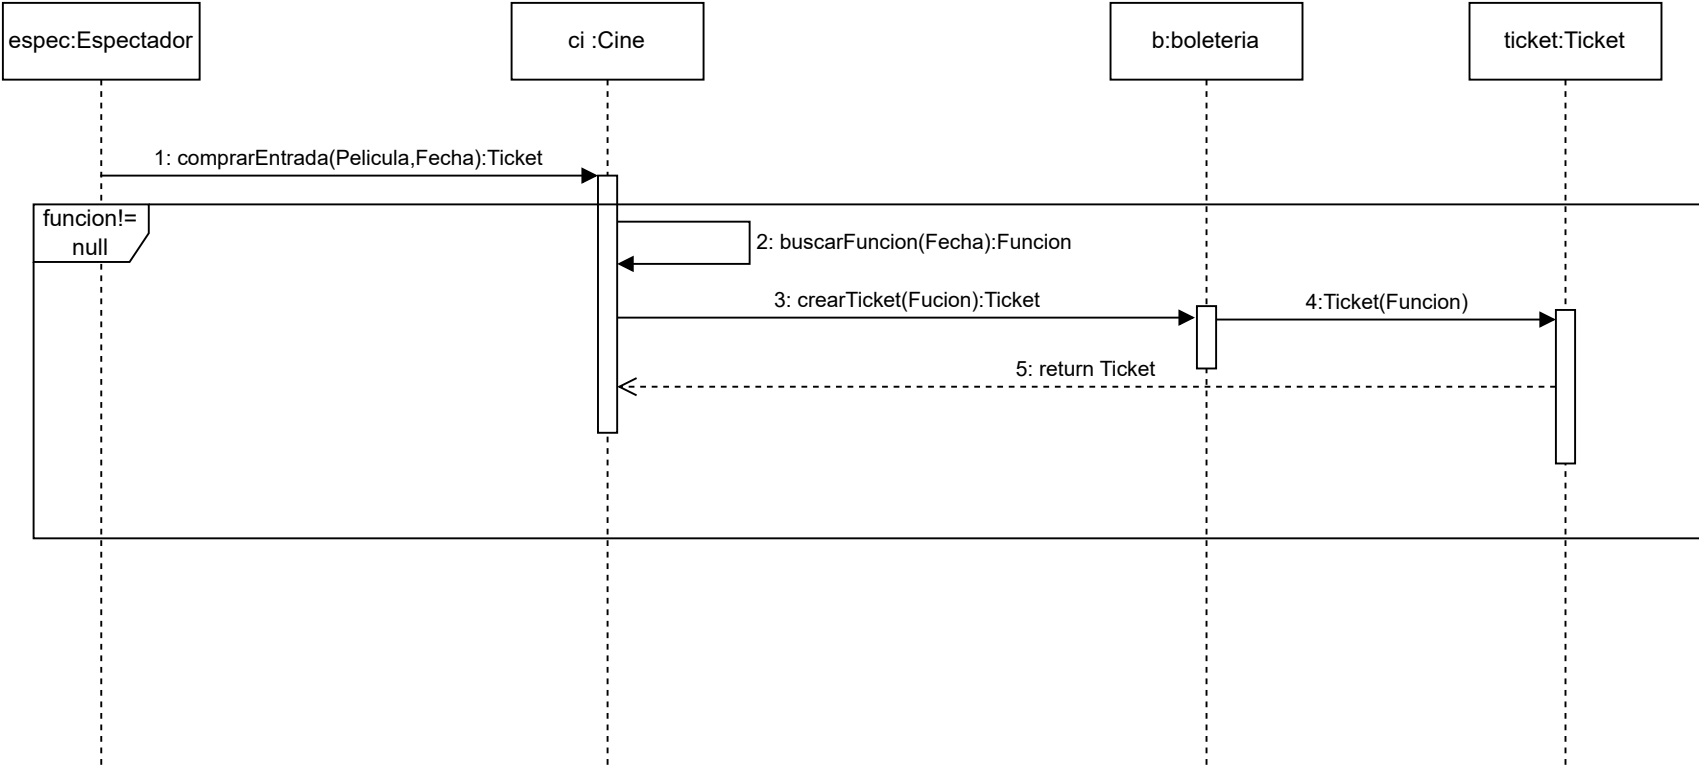 espec:Espectador
ci :Cine
b:boleteria
ticket:Ticket
1: comprarEntrada(Pelicula,Fecha):Ticket
funcion!=
null
2: buscarFuncion(Fecha):Funcion
3: crearTicket(Fucion):Ticket
4:Ticket(Funcion)
5: return Ticket